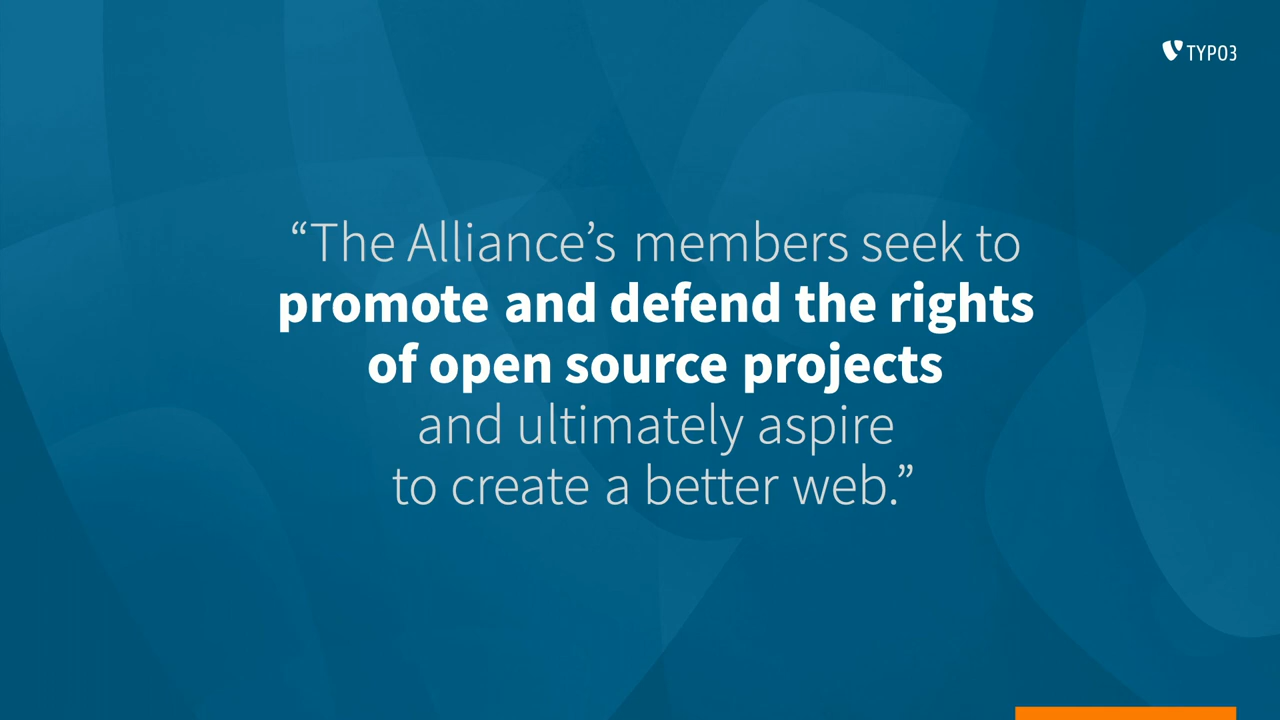 TYPO3
“The Alliance’s members seek to
promote and defend the rights
of open source projects
and ultimately aspire
to create a better web.”